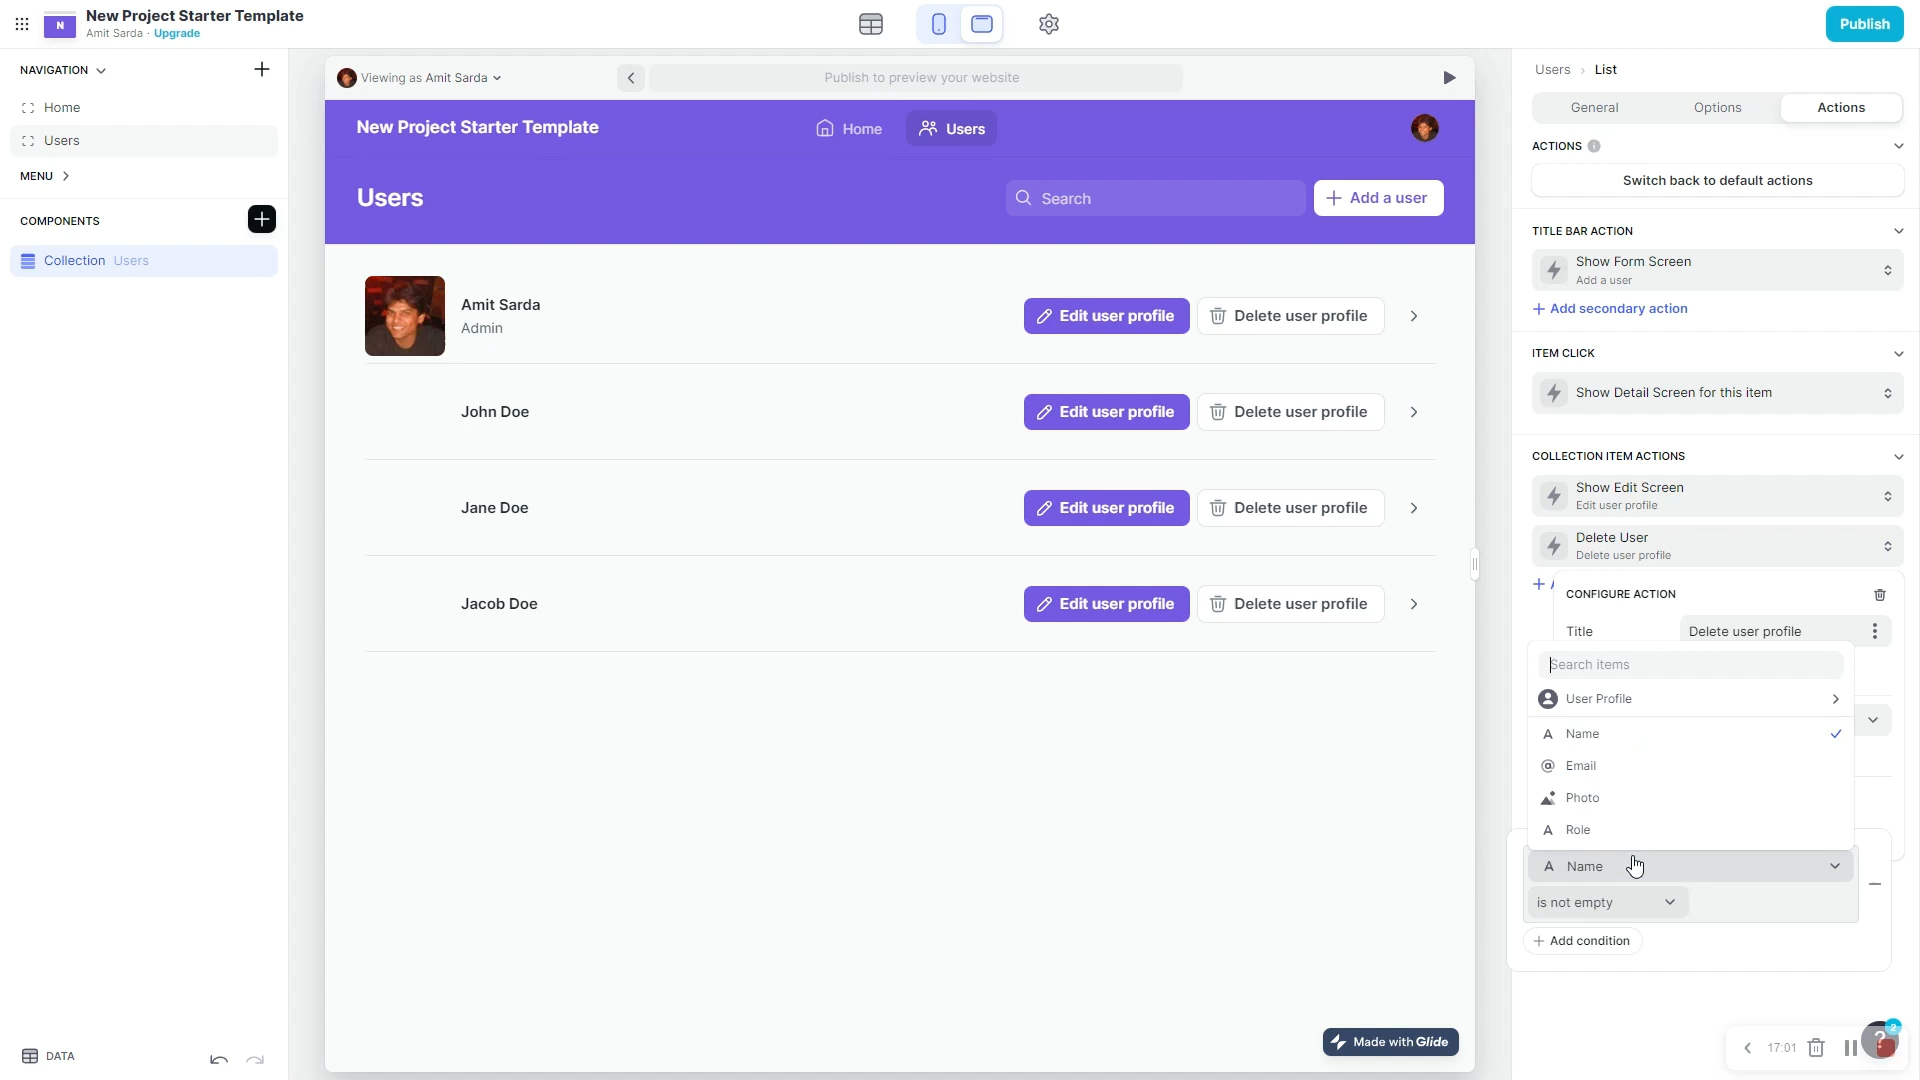 N
New Project Starter Template
Amit Sarda · Upgrade
Publish
NAVIGATION
Home
Users
MENU
COMPONENTS
Collection Users
DATA
Viewing as Amit Sarda
Publish to preview your website
New Project Starter Template
Home
Users
Users
Search
Add a user
Amit Sarda
Admin
Edit user profile
Delete user profile
John Doe
Edit user profile
Delete user profile
Jane Doe
Edit user profile
Delete user profile
Jacob Doe
Edit user profile
Delete user profile
Made with Glide
Users › List
General
Options
Actions
ACTIONS
Switch back to default actions
TITLE BAR ACTION
Show Form Screen
Add a user
+ Add secondary action
ITEM CLICK
Show Detail Screen for this item
COLLECTION ITEM ACTIONS
Show Edit Screen
Edit user profile
Delete User
Delete user profile
CONFIGURE ACTION
Title
Delete user profile
Search items
User Profile
Name
Email
Photo
Role
Name
is not empty
+ Add condition
17:01
2